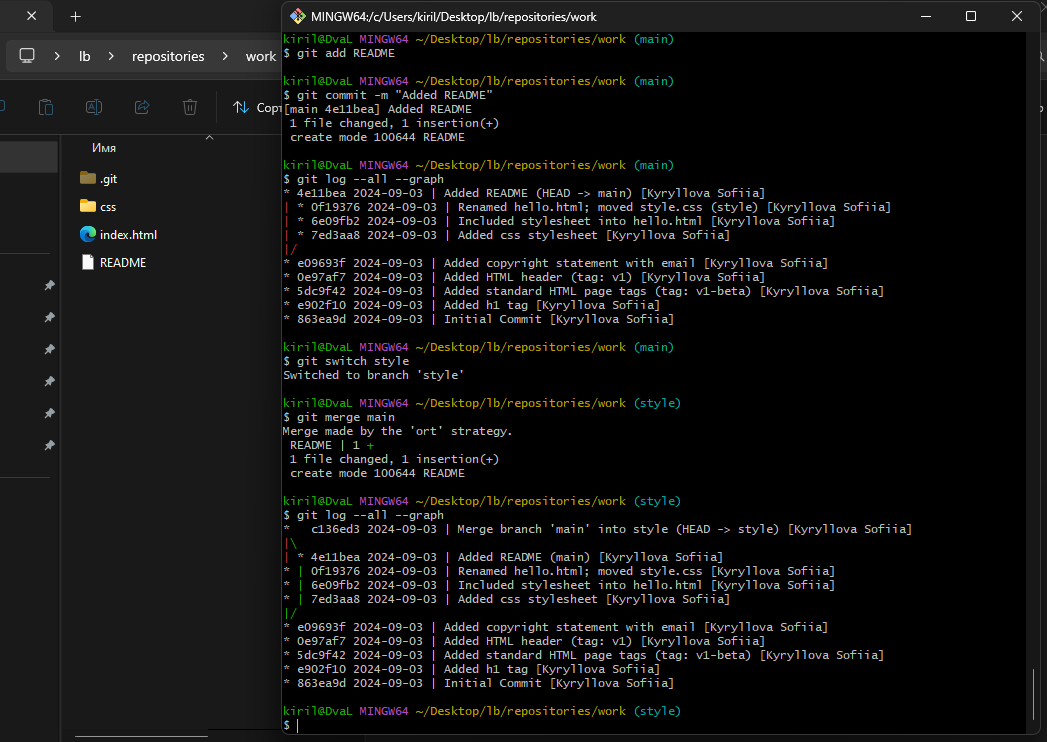 MINGW64:/c/Users/kiril/Desktop/lb/repositories/work
lb > repositories > work
Имя
.git
css
index.html
README
kiril@DvaL MINGW64 ~/Desktop/lb/repositories/work (main)
$ git add README
kiril@DvaL MINGW64 ~/Desktop/lb/repositories/work (main)
$ git commit -m "Added README"
[main 4e11bea] Added README
1 file changed, 1 insertion(+)
create mode 100644 README
kiril@DvaL MINGW64 ~/Desktop/lb/repositories/work (main)
$ git log --all --graph
* 4e11bea 2024-09-03 | Added README (HEAD -> main) [Kyryllova Sofiia]
| * 0f19376 2024-09-03 | Renamed hello.html; moved style.css (style) [Kyryllova Sofiia]
| * 6e09fb2 2024-09-03 | Included stylesheet into hello.html [Kyryllova Sofiia]
| * 7ed3aa8 2024-09-03 | Added css stylesheet [Kyryllova Sofiia]
|/
* e09693f 2024-09-03 | Added copyright statement with email [Kyryllova Sofiia]
* 0e97af7 2024-09-03 | Added HTML header (tag: v1) [Kyryllova Sofiia]
* 5dc9f42 2024-09-03 | Added standard HTML page tags (tag: v1-beta) [Kyryllova Sofiia]
* e902f10 2024-09-03 | Added h1 tag [Kyryllova Sofiia]
* 863ea9d 2024-09-03 | Initial Commit [Kyryllova Sofiia]
kiril@DvaL MINGW64 ~/Desktop/lb/repositories/work (main)
$ git switch style
Switched to branch 'style'
kiril@DvaL MINGW64 ~/Desktop/lb/repositories/work (style)
$ git merge main
Merge made by the 'ort' strategy.
README | 1 +
1 file changed, 1 insertion(+)
create mode 100644 README
kiril@DvaL MINGW64 ~/Desktop/lb/repositories/work (style)
$ git log --all --graph
*   c136ed3 2024-09-03 | Merge branch 'main' into style (HEAD -> style) [Kyryllova Sofiia]
|\
| * 4e11bea 2024-09-03 | Added README (main) [Kyryllova Sofiia]
* | 0f19376 2024-09-03 | Renamed hello.html; moved style.css [Kyryllova Sofiia]
* | 6e09fb2 2024-09-03 | Included stylesheet into hello.html [Kyryllova Sofiia]
* | 7ed3aa8 2024-09-03 | Added css stylesheet [Kyryllova Sofiia]
|/
* e09693f 2024-09-03 | Added copyright statement with email [Kyryllova Sofiia]
* 0e97af7 2024-09-03 | Added HTML header (tag: v1) [Kyryllova Sofiia]
* 5dc9f42 2024-09-03 | Added standard HTML page tags (tag: v1-beta) [Kyryllova Sofiia]
* e902f10 2024-09-03 | Added h1 tag [Kyryllova Sofiia]
* 863ea9d 2024-09-03 | Initial Commit [Kyryllova Sofiia]
kiril@DvaL MINGW64 ~/Desktop/lb/repositories/work (style)
$